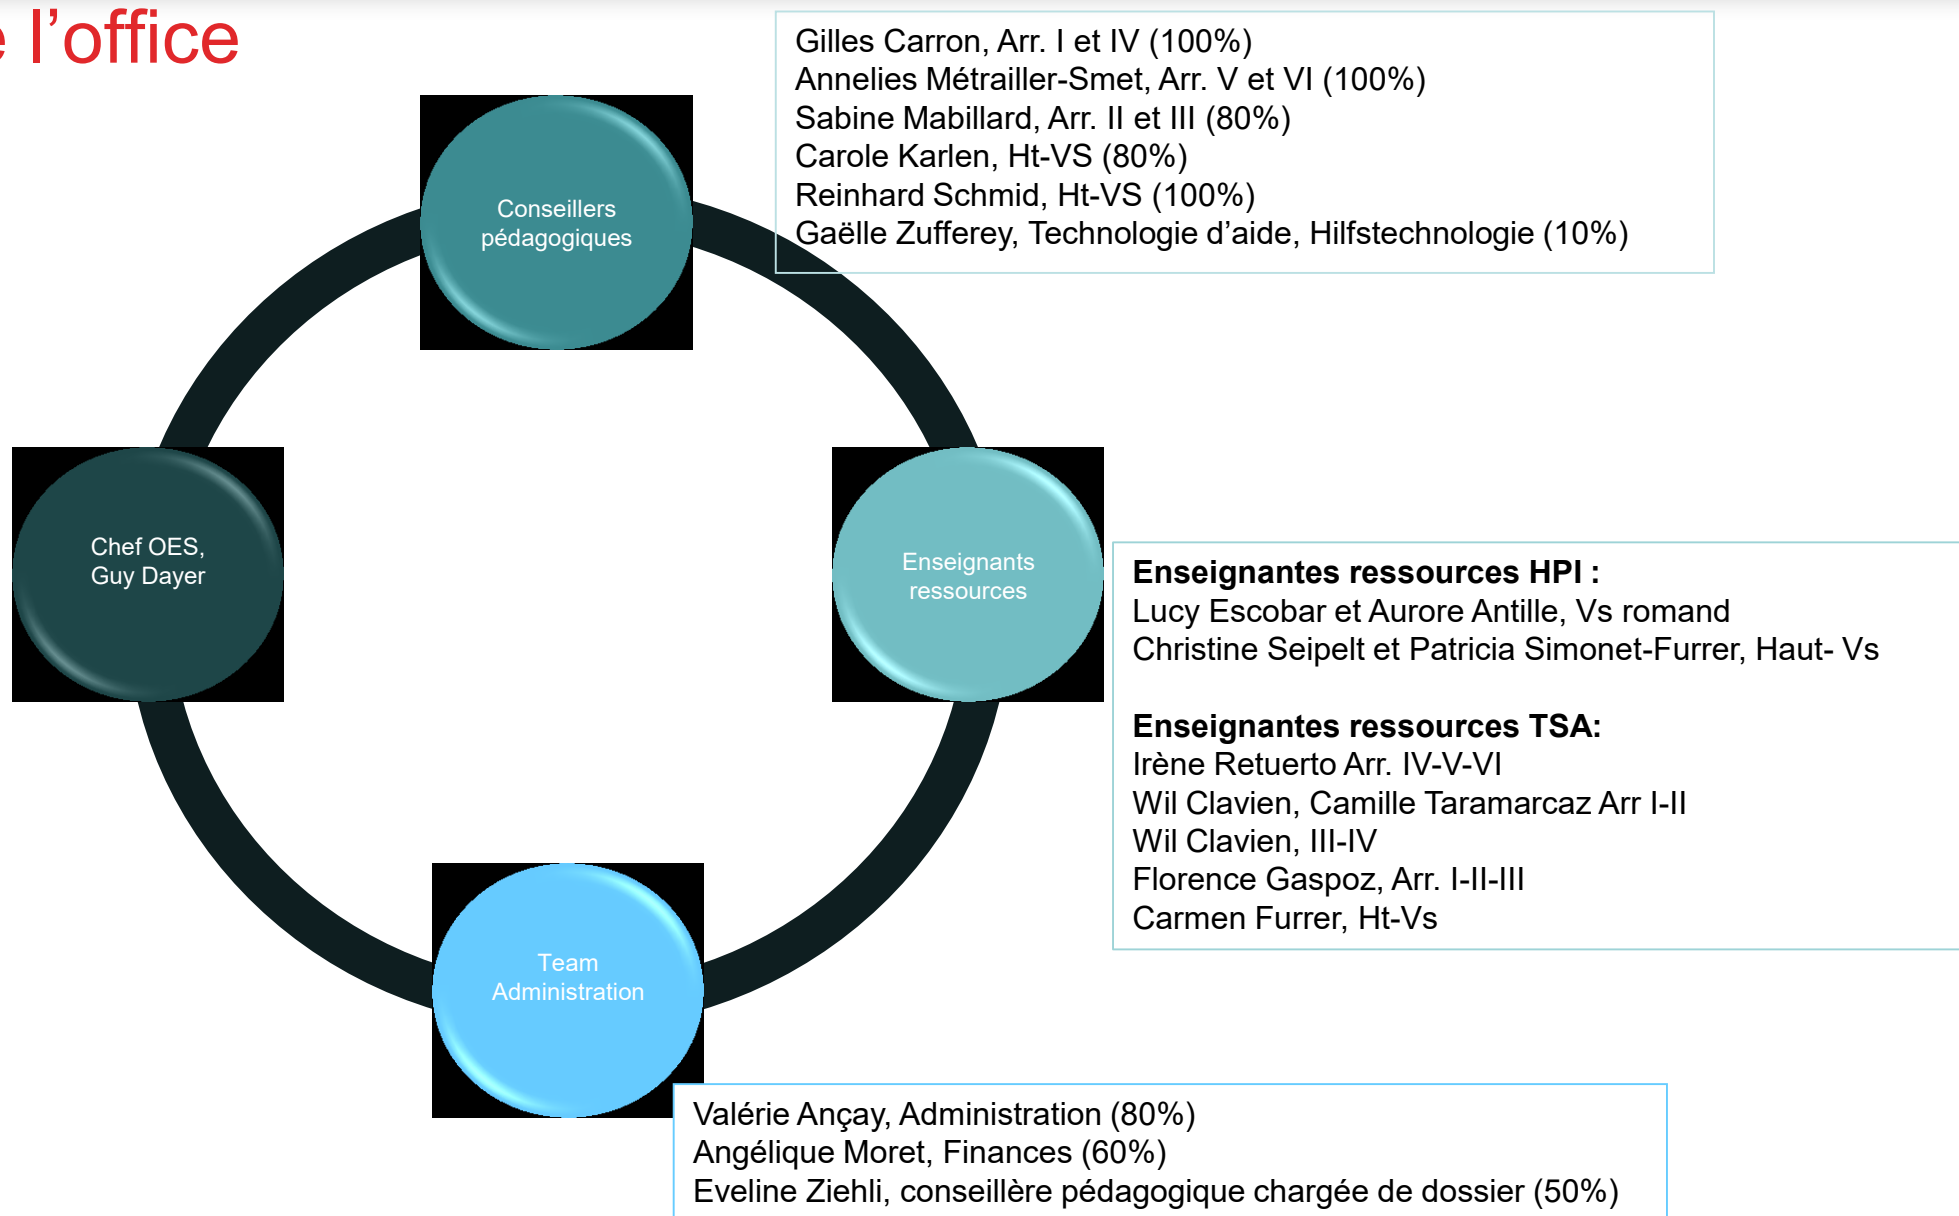 l’office
Gilles Carron, Arr. I et IV (100%)
Annelies Métrailler-Smet, Arr. V et VI (100%)
Sabine Mabillard, Arr. II et III (80%)
Carole Karlen, Ht-VS (80%)
Reinhard Schmid, Ht-VS (100%)
Gaëlle Zufferey, Technologie d’aide, Hilfstechnologie (10%)
Conseillers
pédagogiques
Chef OES,
Guy Dayer
Enseignants
ressources
Enseignantes ressources HPI :
Lucy Escobar et Aurore Antille, Vs romand
Christine Seipelt et Patricia Simonet-Furrer, Haut- Vs
Enseignantes ressources TSA:
Irène Retuerto Arr. IV-V-VI
Wil Clavien, Camille Taramarcaz Arr I-II
Wil Clavien, III-IV
Florence Gaspoz, Arr. I-II-III
Carmen Furrer, Ht-Vs
Team
Administration
Valérie Ançay, Administration (80%)
Angélique Moret, Finances (60%)
Eveline Ziehli, conseillère pédagogique chargée de dossier (50%)